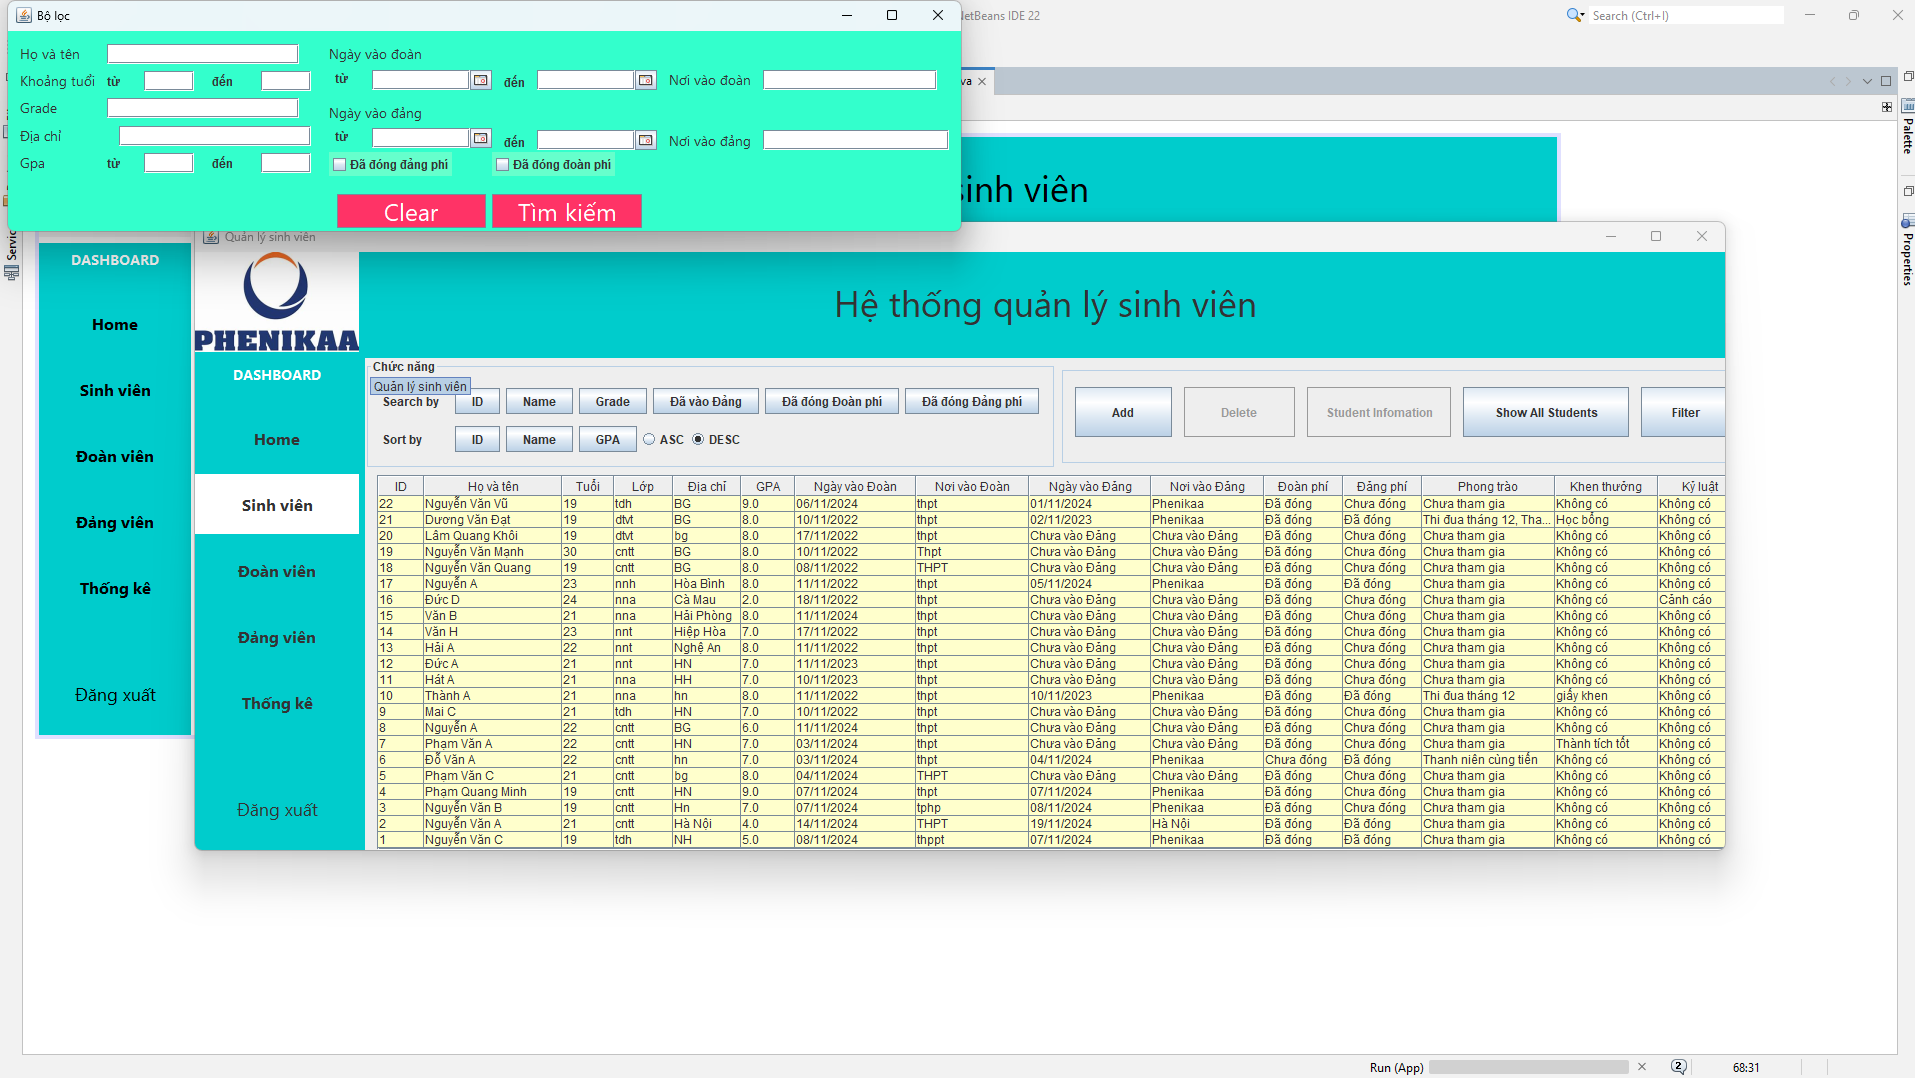 Bộ lọc
NetBeans IDE 22
Search (Ctrl+I)
Họ và tên
Ngày vào đoàn
Khoảng tuổi từ đến
từ đến Nơi vào đoàn
Grade
Ngày vào đảng
Địa chỉ
từ đến Nơi vào đảng
Gpa từ đến
Đã đóng đảng phí Đã đóng đoàn phí
Clear Tìm kiếm
va
Palette
Properties
Servic
sinh viên
DASHBOARD
Home
Sinh viên
Đoàn viên
Đảng viên
Thống kê
Đăng xuất
Quản lý sinh viên
PHENIKAA
Hệ thống quản lý sinh viên
DASHBOARD
Home
Sinh viên
Đoàn viên
Đảng viên
Thống kê
Đăng xuất
Chức năng
Quản lý sinh viên
Search by ID Name Grade Đã vào Đảng Đã đóng Đoàn phí Đã đóng Đảng phí
Sort by ID Name GPA ASC DESC
Add Delete Student Infomation Show All Students Filter
ID Họ và tên Tuổi Lớp Địa chỉ GPA Ngày vào Đoàn Nơi vào Đoàn Ngày vào Đảng Nơi vào Đảng Đoàn phí Đảng phí Phong trào Khen thưởng Kỷ luật
22 Nguyễn Văn Vũ 19 tdh BG 9.0 06/11/2024 thpt 01/11/2024 Phenikaa Đã đóng Chưa đóng Chưa tham gia Không có Không có
21 Dương Văn Đạt 19 dtvt BG 8.0 10/11/2022 thpt 02/11/2023 Phenikaa Đã đóng Đã đóng Thi đua tháng 12, Tha... Học bổng Không có
20 Lâm Quang Khôi 19 dtvt bg 8.0 17/11/2022 thpt Chưa vào Đảng Chưa vào Đảng Đã đóng Chưa đóng Chưa tham gia Không có Không có
19 Nguyễn Văn Mạnh 30 cntt BG 8.0 10/11/2022 Thpt Chưa vào Đảng Chưa vào Đảng Đã đóng Chưa đóng Chưa tham gia Không có Không có
18 Nguyễn Văn Quang 19 cntt BG 8.0 08/11/2022 THPT Chưa vào Đảng Chưa vào Đảng Đã đóng Chưa đóng Chưa tham gia Không có Không có
17 Nguyễn A 23 nnh Hòa Bình 8.0 11/11/2022 thpt 05/11/2024 Phenikaa Đã đóng Đã đóng Chưa tham gia Không có Không có
16 Đức D 24 nna Cà Mau 2.0 18/11/2022 thpt Chưa vào Đảng Chưa vào Đảng Đã đóng Chưa đóng Chưa tham gia Không có Cảnh cáo
15 Văn B 21 nna Hải Phòng 8.0 11/11/2024 thpt Chưa vào Đảng Chưa vào Đảng Đã đóng Chưa đóng Chưa tham gia Không có Không có
14 Văn H 23 nnt Hiệp Hòa 7.0 17/11/2022 thpt Chưa vào Đảng Chưa vào Đảng Đã đóng Chưa đóng Chưa tham gia Không có Không có
13 Hải A 22 nnt Nghệ An 8.0 11/11/2022 thpt Chưa vào Đảng Chưa vào Đảng Đã đóng Chưa đóng Chưa tham gia Không có Không có
12 Đức A 21 nnt HN 7.0 11/11/2023 thpt Chưa vào Đảng Chưa vào Đảng Đã đóng Chưa đóng Chưa tham gia Không có Không có
11 Hát A 21 nna HH 7.0 10/11/2023 thpt Chưa vào Đảng Chưa vào Đảng Đã đóng Chưa đóng Chưa tham gia Không có Không có
10 Thành A 21 nna hn 8.0 11/11/2022 thpt 10/11/2023 Phenikaa Đã đóng Đã đóng Thi đua tháng 12 giấy khen Không có
9 Mai C 21 tdh HN 7.0 10/11/2022 thpt Chưa vào Đảng Chưa vào Đảng Đã đóng Chưa đóng Chưa tham gia Không có Không có
8 Nguyễn A 22 cntt BG 6.0 11/11/2024 thpt Chưa vào Đảng Chưa vào Đảng Đã đóng Chưa đóng Chưa tham gia Không có Không có
7 Phạm Văn A 22 cntt HN 7.0 03/11/2024 thpt Chưa vào Đảng Chưa vào Đảng Đã đóng Chưa đóng Chưa tham gia Thành tích tốt Không có
6 Đỗ Văn A 22 cntt hn 7.0 03/11/2024 thpt 04/11/2024 Phenikaa Chưa đóng Đã đóng Thanh niên cùng tiến Không có Không có
5 Phạm Văn C 21 cntt bg 8.0 04/11/2024 THPT Chưa vào Đảng Chưa vào Đảng Đã đóng Chưa đóng Chưa tham gia Không có Không có
4 Phạm Quang Minh 19 cntt HN 9.0 07/11/2024 thpt 07/11/2024 Phenikaa Đã đóng Đã đóng Chưa tham gia Không có Không có
3 Nguyễn Văn B 19 cntt Hn 7.0 07/11/2024 tphp 08/11/2024 Phenikaa Đã đóng Đã đóng Chưa tham gia Không có Không có
2 Nguyễn Văn A 21 cntt Hà Nội 4.0 14/11/2024 THPT 19/11/2024 Hà Nội Đã đóng Đã đóng Chưa tham gia Không có Không có
1 Nguyễn Văn C 19 tdh NH 5.0 08/11/2024 thppt 07/11/2024 Phenikaa Đã đóng Đã đóng Chưa tham gia Không có Không có
Run (App) 2 68:31